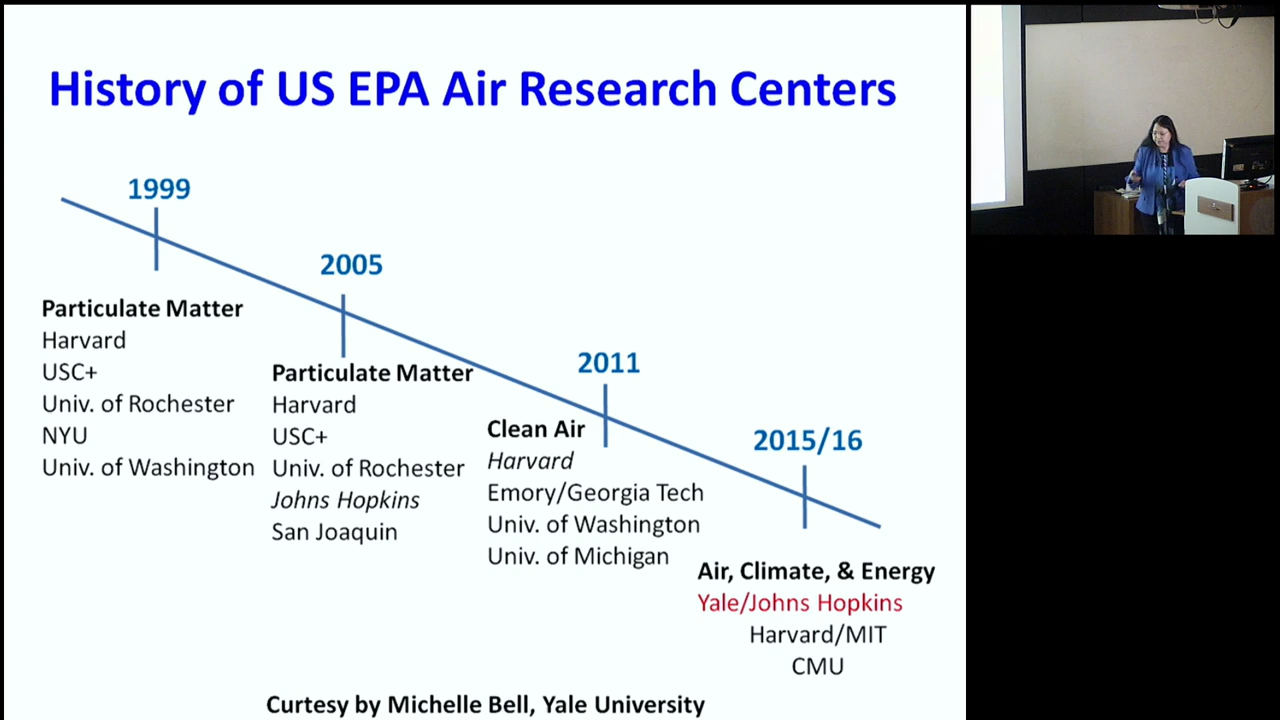 History of US EPA Air Research Centers
1999
Particulate Matter
Harvard
USC+
Univ. of Rochester
NYU
Univ. of Washington
2005
Particulate Matter
Harvard
USC+
Univ. of Rochester
Johns Hopkins
San Joaquin
2011
Clean Air
Harvard
Emory/Georgia Tech
Univ. of Washington
Univ. of Michigan
2015/16
Air, Climate, & Energy
Yale/Johns Hopkins
Harvard/MIT
CMU
Curtesy by Michelle Bell, Yale University